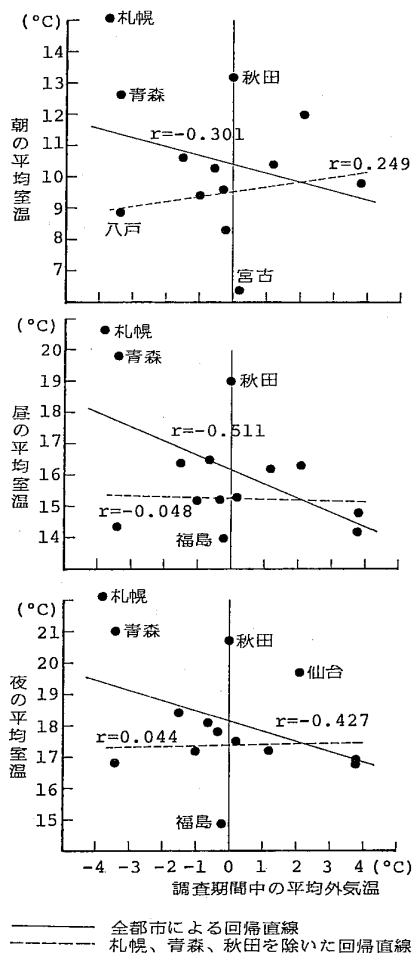 (°C)
札幌
15
14
13
12
11
10
9
8
7
朝の平均室温
青森
秋田
r=-0.301
r=0.249
八戸
宮古
(°C)
札幌
20
19
18
17
16
15
14
昼の平均室温
青森
秋田
r=-0.511
r=-0.048
福島
(°C)
札幌
21
20
19
18
17
16
15
夜の平均室温
青森
秋田
仙台
r=0.044
r=-0.427
福島
-4 -3 -2 -1 0 1 2 3 4 (°C)
調査期間中の平均外気温
全都市による回帰直線
札幌、青森、秋田を除いた回帰直線